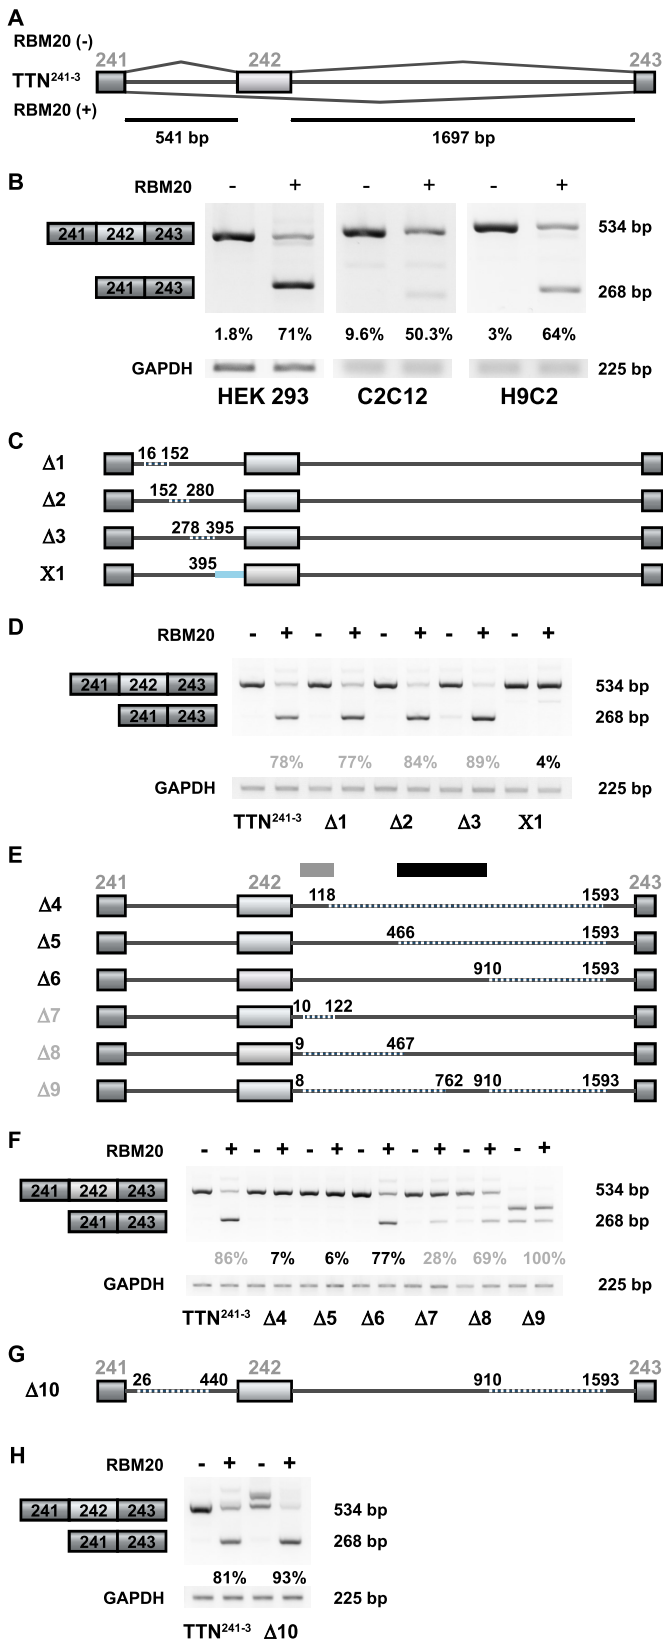 A
RBM20 (-)
241 242 243
TTN241-3
RBM20 (+)
541 bp 1697 bp
B
RBM20 - + - + - +
241 242 243 534 bp
241 243 268 bp
1.8% 71% 9.6% 50.3% 3% 64%
GAPDH 225 bp
HEK 293 C2C12 H9C2
C
Δ1 16 152
Δ2 152 280
Δ3 278 395
X1 395
D
RBM20 - + - + - + - + - +
241 242 243 534 bp
241 243 268 bp
78% 77% 84% 89% 4%
GAPDH 225 bp
TTN241-3 Δ1 Δ2 Δ3 X1
E
241 242 243
Δ4 118 1593
Δ5 466 1593
Δ6 910 1593
Δ7 10 122
Δ8 9 467
Δ9 8 762 910 1593
F
RBM20 - + - + - + - + - + - + - +
241 242 243 534 bp
241 243 268 bp
86% 7% 6% 77% 28% 69% 100%
GAPDH 225 bp
TTN241-3 Δ4 Δ5 Δ6 Δ7 Δ8 Δ9
G
241 242 243
Δ10 26 440 910 1593
H
RBM20 - + - +
241 242 243 534 bp
241 243 268 bp
81% 93%
GAPDH 225 bp
TTN241-3 Δ10